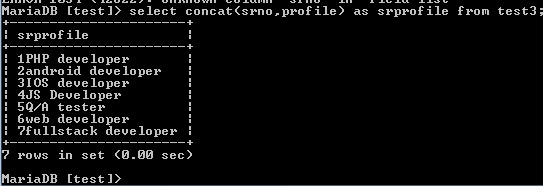 MariaDB [test]> select concat(srno,profile) as srprofile from test3;
+----------------------+
| srprofile            |
+----------------------+
| 1PHP developer       |
| 2android developer   |
| 3IOS developer       |
| 4JS Developer        |
| 5Q/A tester          |
| 6web developer       |
| 7fullstack developer |
+----------------------+
7 rows in set (0.00 sec)
MariaDB [test]>